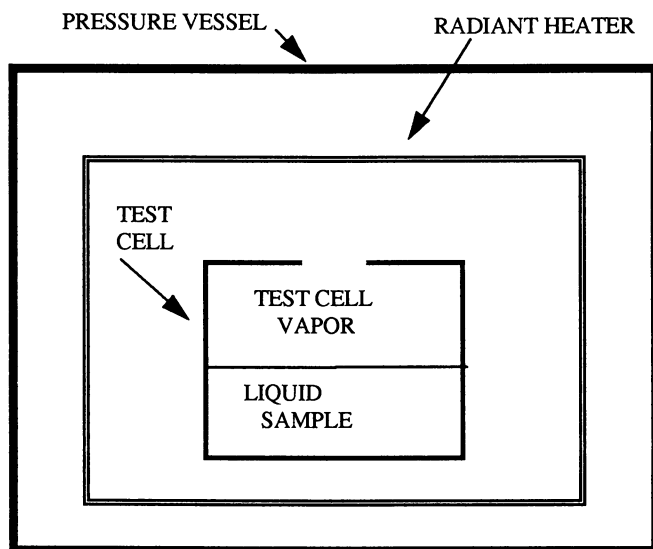 PRESSURE VESSEL
RADIANT HEATER
TEST
CELL
TEST CELL
VAPOR
LIQUID
SAMPLE